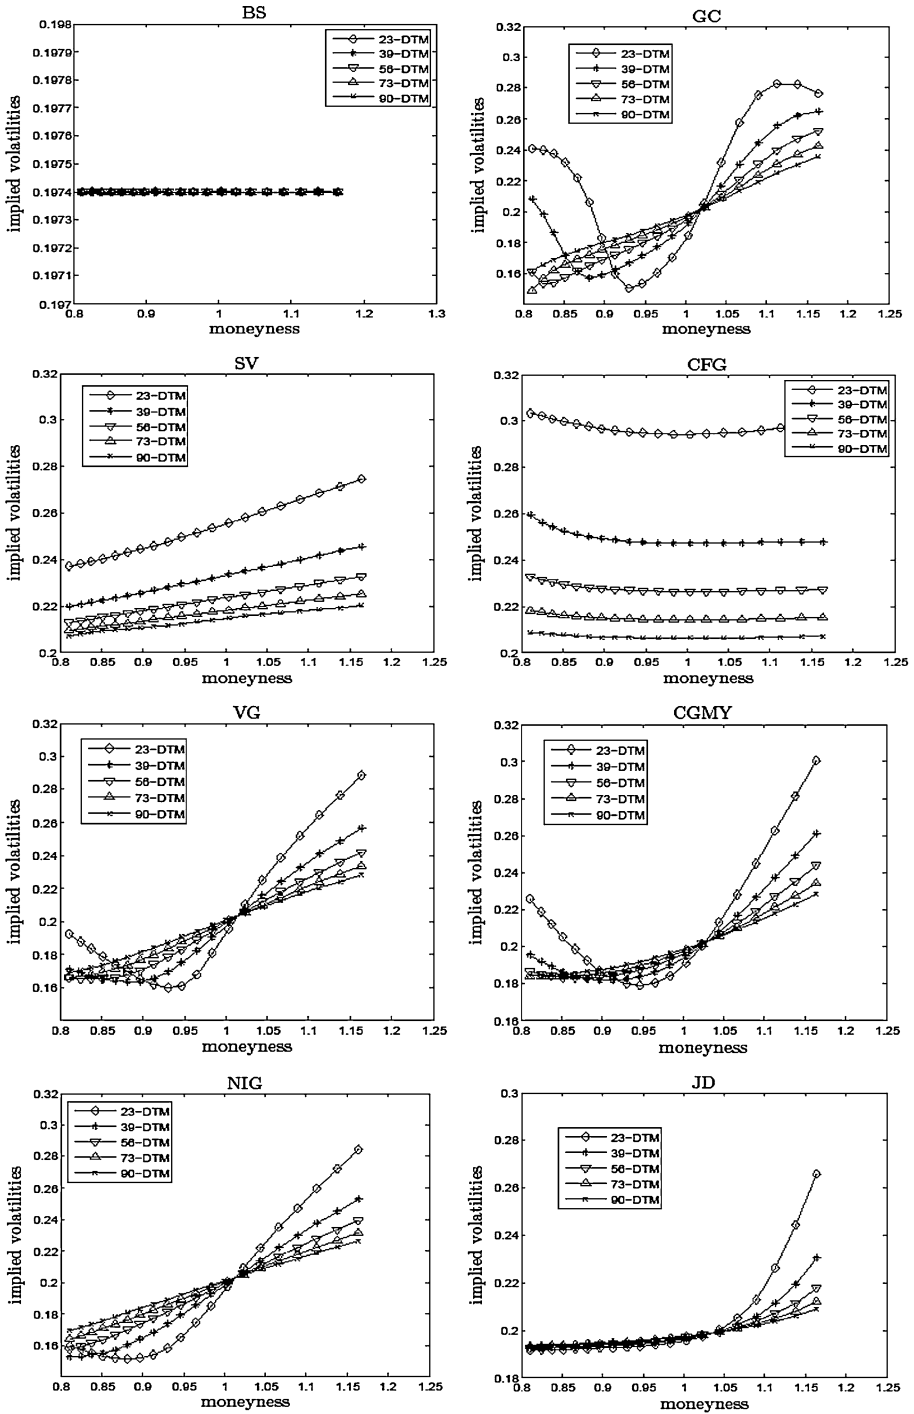 BS
0.198
0.1979
0.1978
0.1977
0.1976
0.1975
0.1974
0.1973
0.1972
0.1971
0.197
implied volatilities
23-DTM
39-DTM
56-DTM
73-DTM
90-DTM
0.8 0.9 1 1.1 1.2 1.3
moneyness
GC
0.32
0.28
0.24
0.2
0.18
0.16
implied volatilities
23-DTM
39-DTM
56-DTM
73-DTM
90-DTM
0.8 0.85 0.9 0.95 1 1.05 1.1 1.15 1.2 1.25
moneyness
SV
0.32
0.3
0.28
0.26
0.24
0.22
0.2
implied volatilities
23-DTM
39-DTM
56-DTM
73-DTM
90-DTM
0.8 0.85 0.9 0.95 1 1.05 1.1 1.15 1.2 1.25
moneyness
CFG
0.32
0.3
0.28
0.26
0.24
0.22
0.2
implied volatilities
23-DTM
39-DTM
56-DTM
73-DTM
90-DTM
0.8 0.85 0.9 0.95 1 1.05 1.1 1.15 1.2 1.25
moneyness
VG
0.32
0.3
0.28
0.26
0.24
0.22
0.2
0.18
0.16
implied volatilities
23-DTM
39-DTM
56-DTM
73-DTM
90-DTM
0.8 0.85 0.9 0.95 1 1.05 1.1 1.15 1.2 1.25
moneyness
CGMY
0.32
0.3
0.28
0.26
0.24
0.22
0.2
0.18
0.16
implied volatilities
23-DTM
39-DTM
56-DTM
73-DTM
90-DTM
0.8 0.85 0.9 0.95 1 1.05 1.1 1.15 1.2 1.25
moneyness
NIG
0.32
0.3
0.28
0.26
0.24
0.22
0.2
0.18
0.16
implied volatilities
23-DTM
39-DTM
56-DTM
73-DTM
90-DTM
0.8 0.85 0.9 0.95 1 1.05 1.1 1.15 1.2 1.25
moneyness
JD
0.3
0.28
0.26
0.24
0.22
0.2
0.18
implied volatilities
23-DTM
39-DTM
56-DTM
73-DTM
90-DTM
0.8 0.85 0.9 0.95 1 1.05 1.1 1.15 1.2 1.25
moneyness